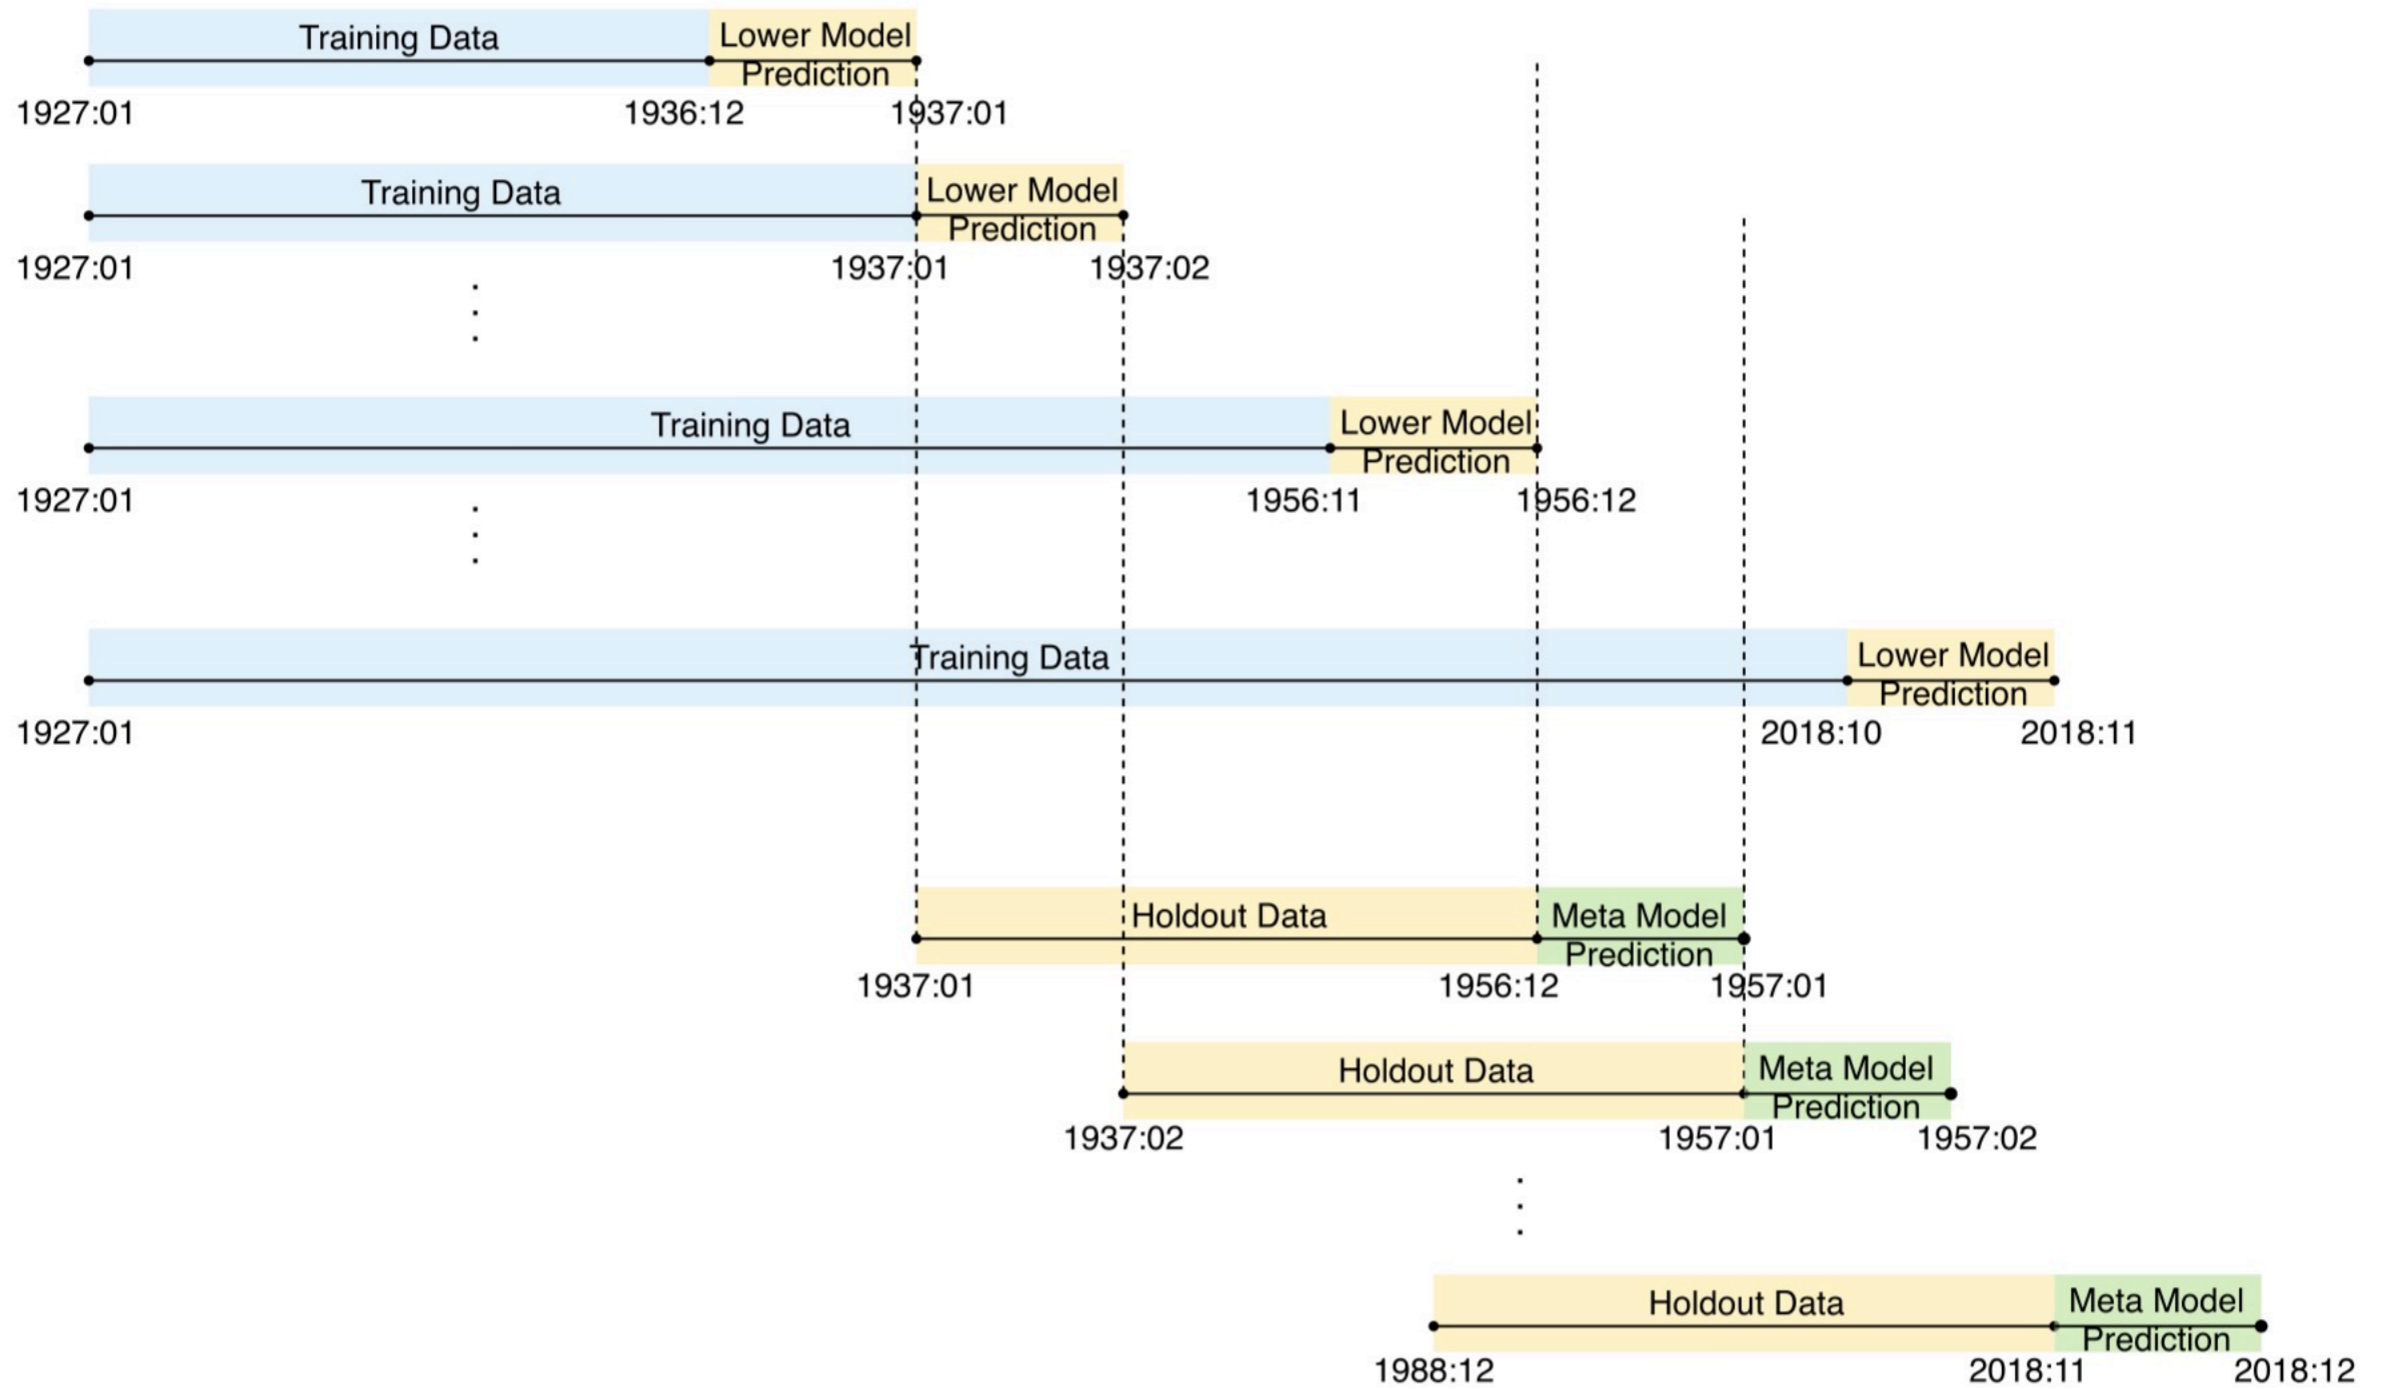 Training Data
Lower Model
Prediction
1927:01
1936:12
1937:01
Training Data
Lower Model
Prediction
1927:01
1937:01
1937:02
Training Data
Lower Model
Prediction
1927:01
1956:11
1956:12
Training Data
Lower Model
Prediction
1927:01
2018:10
2018:11
Holdout Data
Meta Model
Prediction
1937:01
1956:12
1957:01
Holdout Data
Meta Model
Prediction
1937:02
1957:01
1957:02
Holdout Data
Meta Model
Prediction
1988:12
2018:11
2018:12